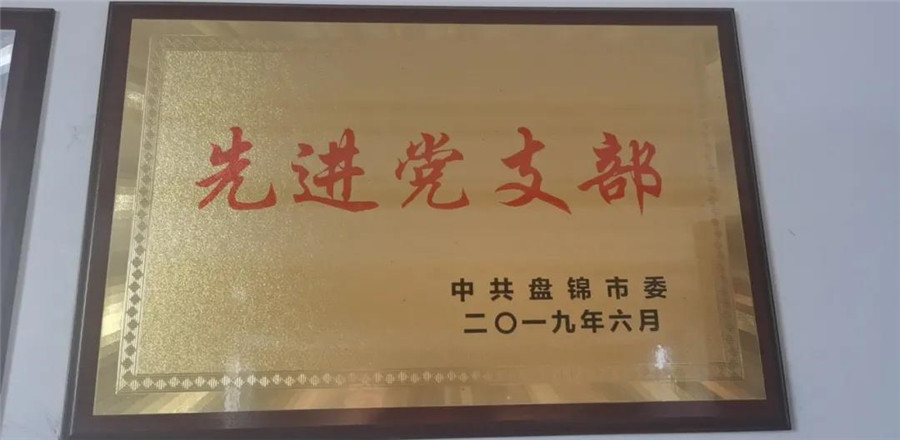 先进党支部
中共盘锦市委
二〇一九年六月